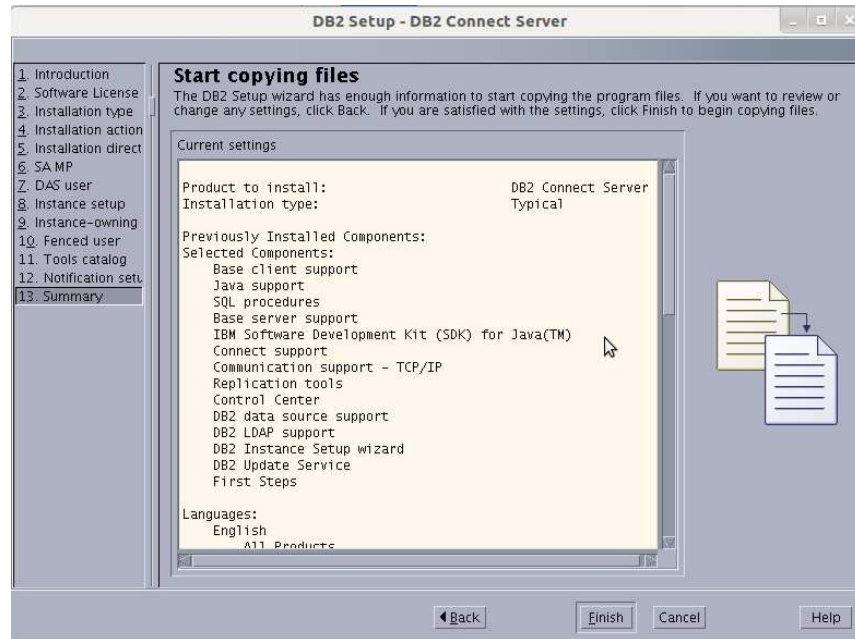 DB2 Setup - DB2 Connect Server
1. Introduction
2. Software License
3. Installation type
4. Installation action
5. Installation direct
6. SA MP
7. DAS user
8. Instance setup
9. Instance-owning
10. Fenced user
11. Tools catalog
12. Notification setu
13. Summary
Start copying files
The DB2 Setup wizard has enough information to start copying the program files. If you want to review or
change any settings, click Back. If you are satisfied with the settings, click Finish to begin copying files.
Current settings
Product to install: DB2 Connect Server
Installation type: Typical
Previously Installed Components:
Selected Components:
Base client support
Java support
SQL procedures
Base server support
IBM Software Development Kit (SDK) for Java(TM)
Connect support
Communication support - TCP/IP
Replication tools
Control Center
DB2 data source support
DB2 LDAP support
DB2 Instance Setup wizard
DB2 Update Service
First Steps
Languages:
English
All Products
Back Finish Cancel Help